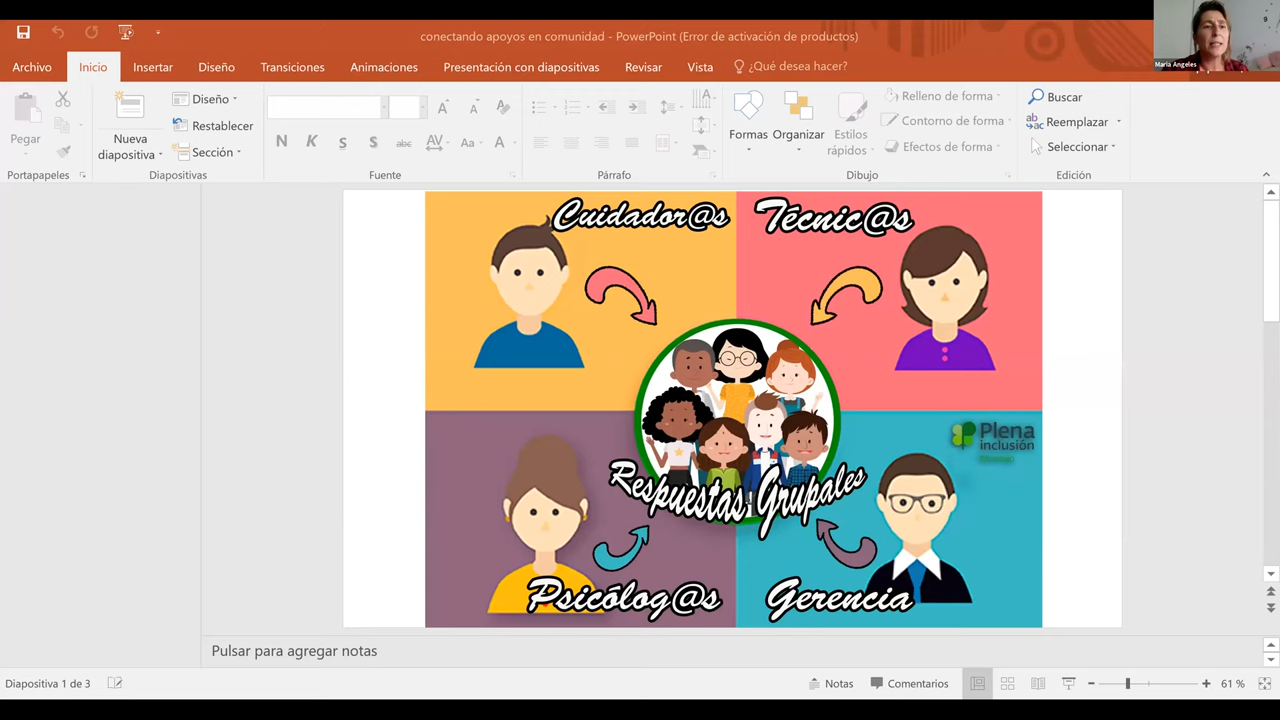 conectando apoyos en comunidad - PowerPoint (Error de activación de productos)
María Angeles
Archivo Inicio Insertar Diseño Transiciones Animaciones Presentación con diapositivas Revisar Vista ¿Qué desea hacer?
Pegar
Portapapeles
Nueva diapositiva
Diseño
Restablecer
Sección
Diapositivas
N K S S abc AV Aa A
Fuente
Párrafo
Formas
Organizar
Estilos rápidos
Relleno de forma
Contorno de forma
Efectos de forma
Dibujo
Buscar
Reemplazar
Seleccionar
Edición
Cuidador@s
Técnic@s
Plena
inclusión
Respuestas Grupales
Psicólog@s
Gerencia
Pulsar para agregar notas
Diapositiva 1 de 3
Notas
Comentarios
61 %